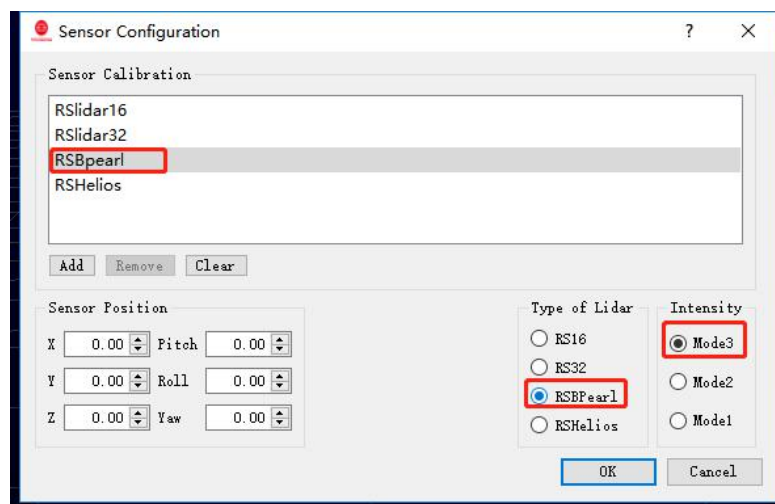 Sensor Configuration ? ×
Sensor Calibration
RSlidar16
RSlidar32
RSBpearl
RSHelios
Add Remove Clear
Sensor Position
X 0.00 Pitch 0.00
Y 0.00 Roll 0.00
Z 0.00 Yaw 0.00
Type of Lidar
RS16
RS32
RSBPearl
RSHelios
Intensity
Mode3
Mode2
Mode1
OK Cancel